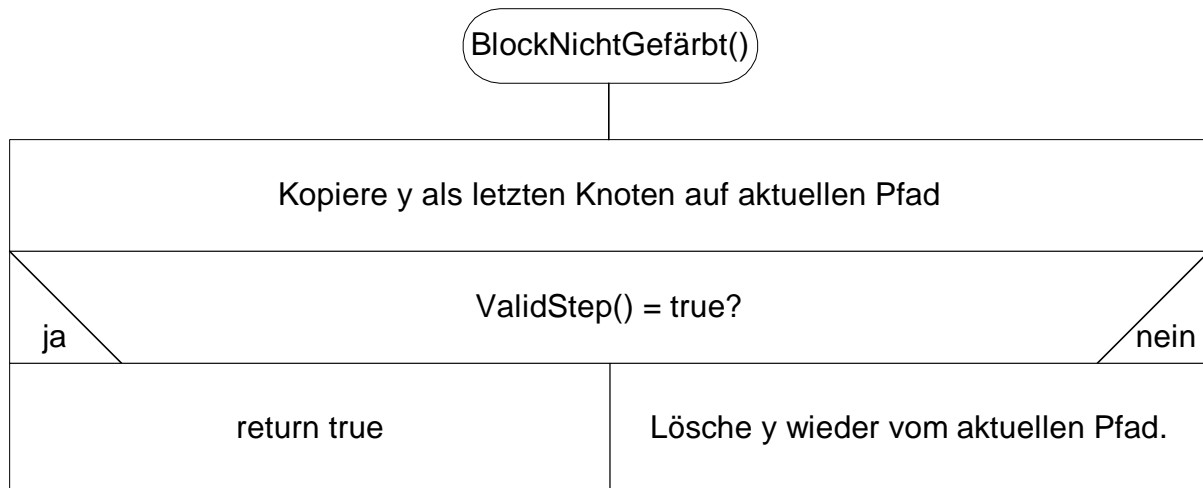 BlockNichtGefärbt()
Kopiere y als letzten Knoten auf aktuellen Pfad
ValidStep() = true?
ja
nein
return true
Lösche y wieder vom aktuellen Pfad.